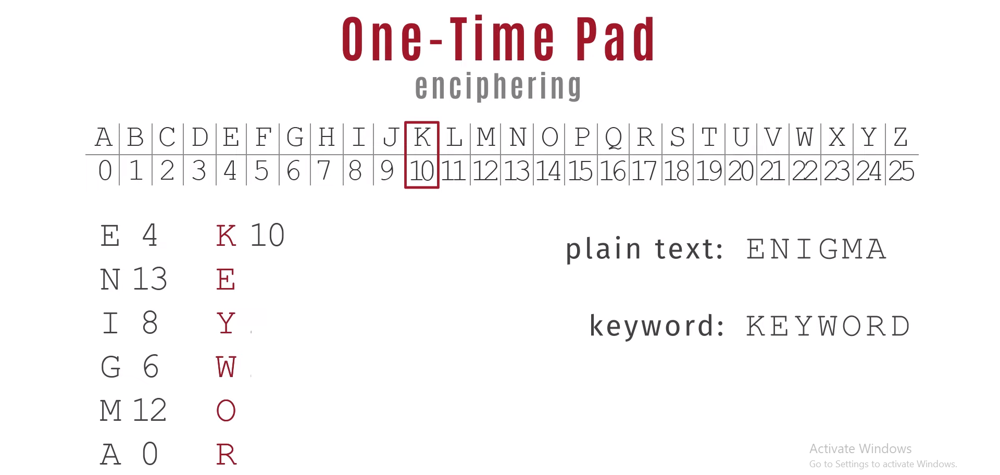 One-Time Pad
enciphering
A B C D E F G H I J K L M N O P Q R S T U V W X Y Z
0 1 2 3 4 5 6 7 8 9 10 11 12 13 14 15 16 17 18 19 20 21 22 23 24 25
E 4 K 10
plain text: ENIGMA
N 13 E
I 8 Y
keyword: KEYWORD
G 6 W
M 12 O
A 0 R
Activate Windows
Go to Settings to activate Windows.